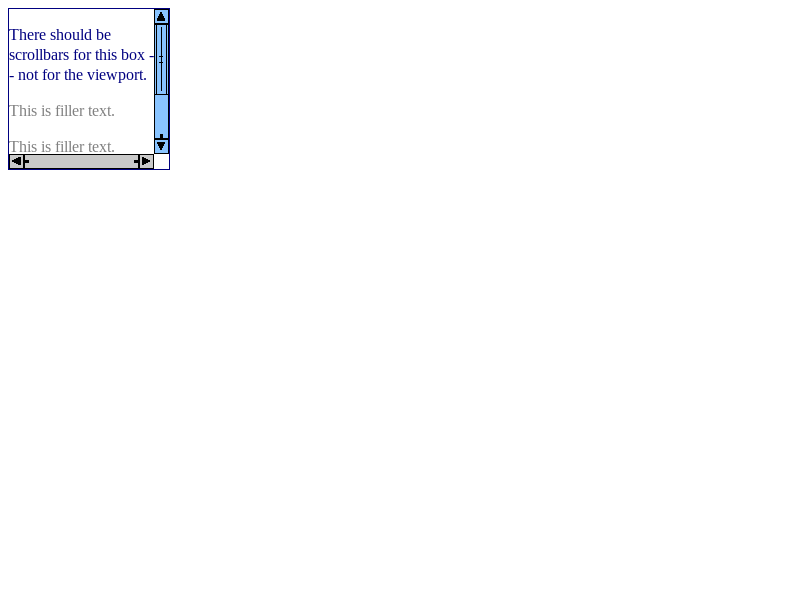 There should be
scrollbars for this box -
- not for the viewport.
This is filler text.
This is filler text.